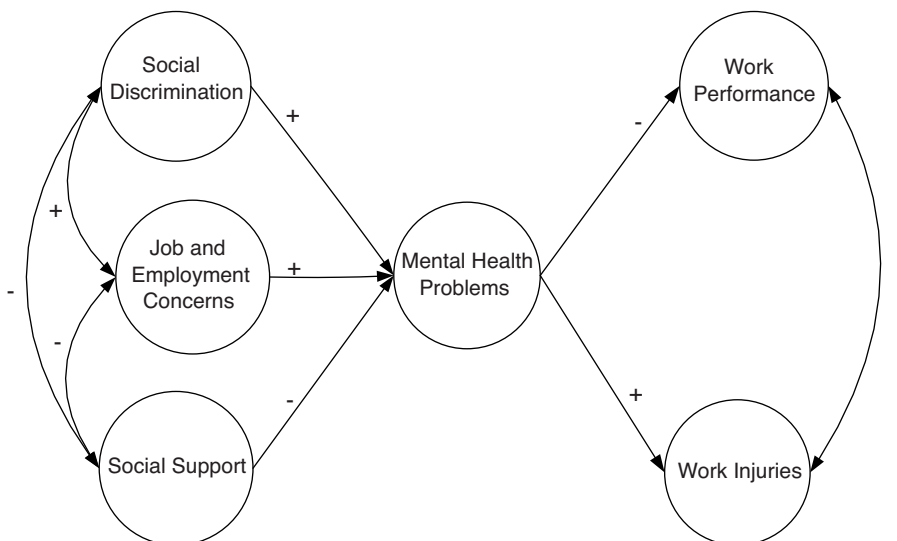 Social
Discrimination
+
Work
Performance
-
+
Job and
Employment
Concerns
+
Mental Health
Problems
-
-
-
+
Social Support
Work Injuries